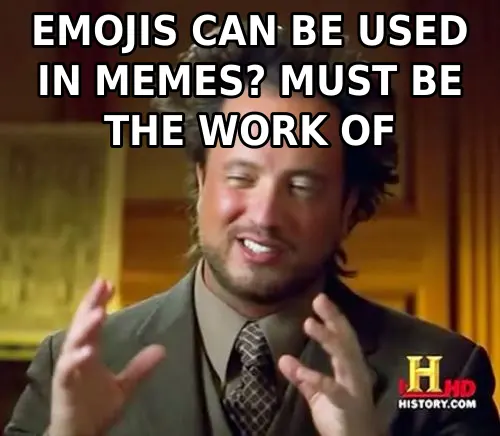 EMOJIS CAN BE USED
IN MEMES? MUST BE
THE WORK OF
H HD
HISTORY.COM